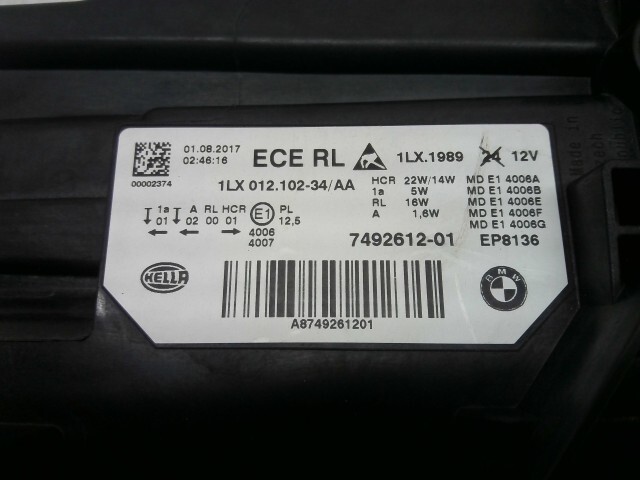 01.08.2017
02:46:16
00002374
ECE RL
1LX.1989
24 12V
1LX 012.102-34/AA
HCR 22W/14W MD E1 4006A
1a 5W MD E1 4006B
RL 16W MD E1 4006E
A 1,6W MD E1 4006F
MD E1 4006G
1a A RL HCR E1 PL
01 02 00 01 12,5
4006
4007
7492612-01 EP8136
HELLA
BMW
A8749261201
Made in